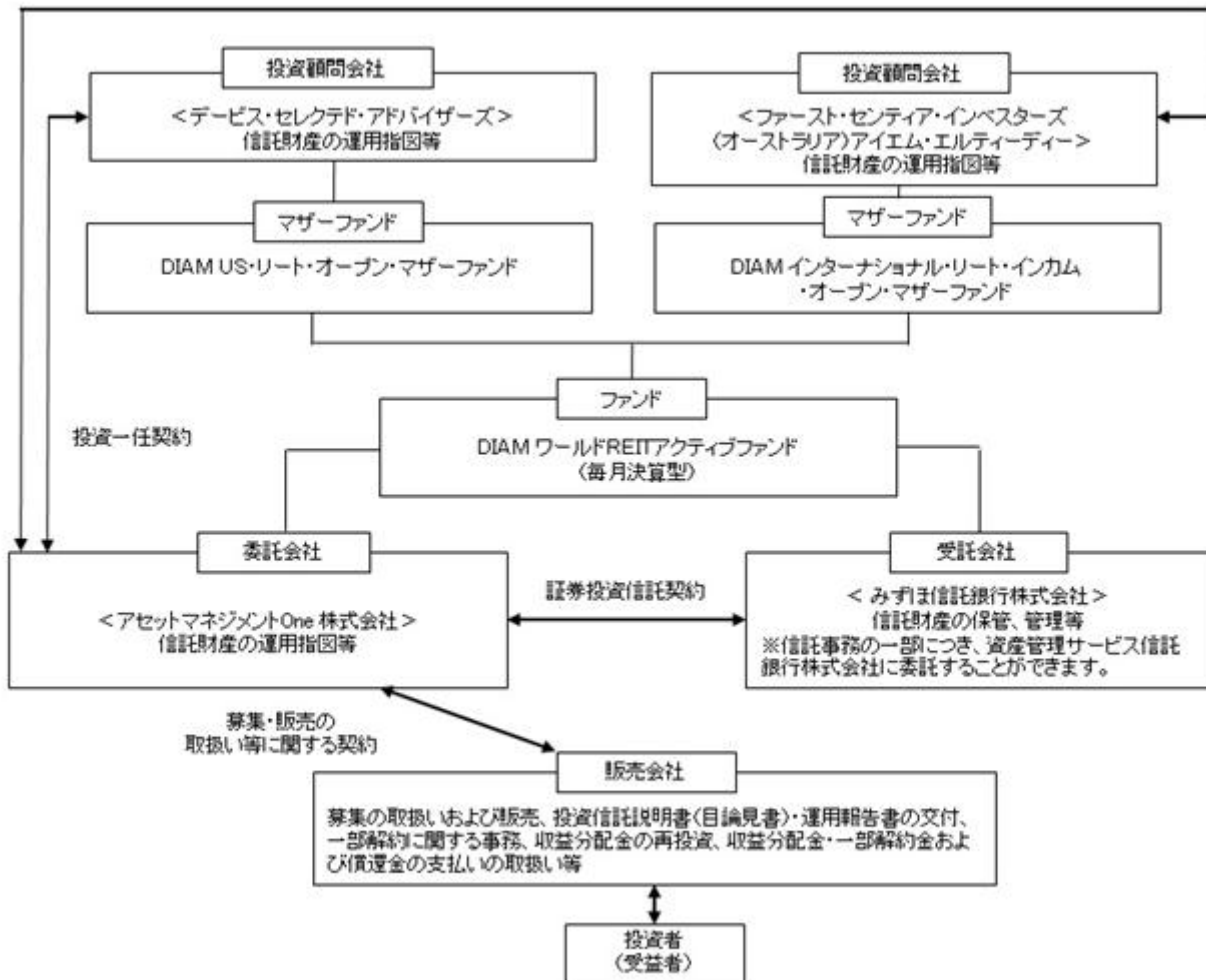 投資顧問会社
<デービス・セレクテド・アドバイザーズ>
信託財産の運用指図等
投資顧問会社
<ファースト・センティア・インベスターズ
(オーストラリア)アイエム・エルティーディー>
信託財産の運用指図等
マザーファンド
DIAM US・リート・オープン・マザーファンド
マザーファンド
DIAM インターナショナル・リート・インカム
・オープン・マザーファンド
ファンド
DIAM ワールドREITアクティブファンド
(毎月決算型)
投資一任契約
委託会社
<アセットマネジメントOne 株式会社>
信託財産の運用指図等
証券投資信託契約
受託会社
< みずほ信託銀行株式会社>
信託財産の保管、管理等
※信託事務の一部につき、資産管理サービス信託
銀行株式会社に委託することができます。
募集・販売の
取扱い等に関する契約
販売会社
募集の取扱いおよび販売、投資信託説明書(目論見書)・運用報告書の交付、
一部解約に関する事務、収益分配金の再投資、収益分配金・一部解約金およ
び償還金の支払いの取扱い等
投資者
(受益者)